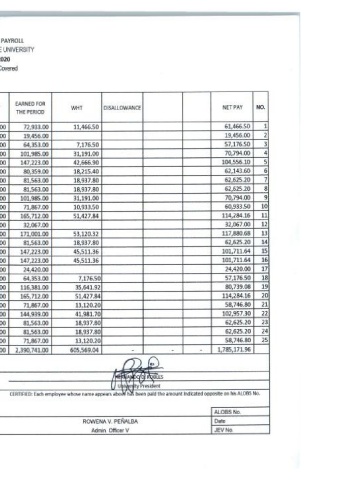 PAYROLL
UNIVERSITY
2020
Covered
EARNED FOR THE PERIOD WHT DISALLOWANCE NET PAY NO.
00 72,933.00 11,466.50 61,466.50 1
00 19,456.00 19,456.00 2
00 64,353.00 7,176.50 57,176.50 3
00 101,985.00 31,191.00 70,794.00 4
00 147,223.00 42,666.90 104,556.10 5
00 80,359.00 18,215.40 62,143.60 6
00 81,563.00 18,937.80 62,625.20 7
00 81,563.00 18,937.80 62,625.20 8
00 101,985.00 31,191.00 70,794.00 9
00 71,867.00 10,933.50 60,933.50 10
00 165,712.00 51,427.84 114,284.16 11
00 32,067.00 32,067.00 12
00 171,001.00 53,120.32 117,880.68 13
00 81,563.00 18,937.80 62,625.20 14
00 147,223.00 45,511.36 101,711.64 15
00 147,223.00 45,511.36 101,711.64 16
00 24,420.00 24,420.00 17
00 64,353.00 7,176.50 57,176.50 18
00 116,381.00 35,641.92 80,739.08 19
00 165,712.00 51,427.84 114,284.16 20
00 71,867.00 13,120.20 58,746.80 21
00 144,939.00 41,981.70 102,957.30 22
00 81,563.00 18,937.80 62,625.20 23
00 81,563.00 18,937.80 62,625.20 24
00 71,867.00 13,120.20 58,746.80 25
00 2,390,741.00 605,569.04 - - - 1,785,171.96
University President
CERTIFIED: Each employee whose name appears above has been paid the amount indicated opposite on his ALOBS No.
ALOBS No.
ROWENA V. PEÑALBA Date
Admin. Officer V JEV No.